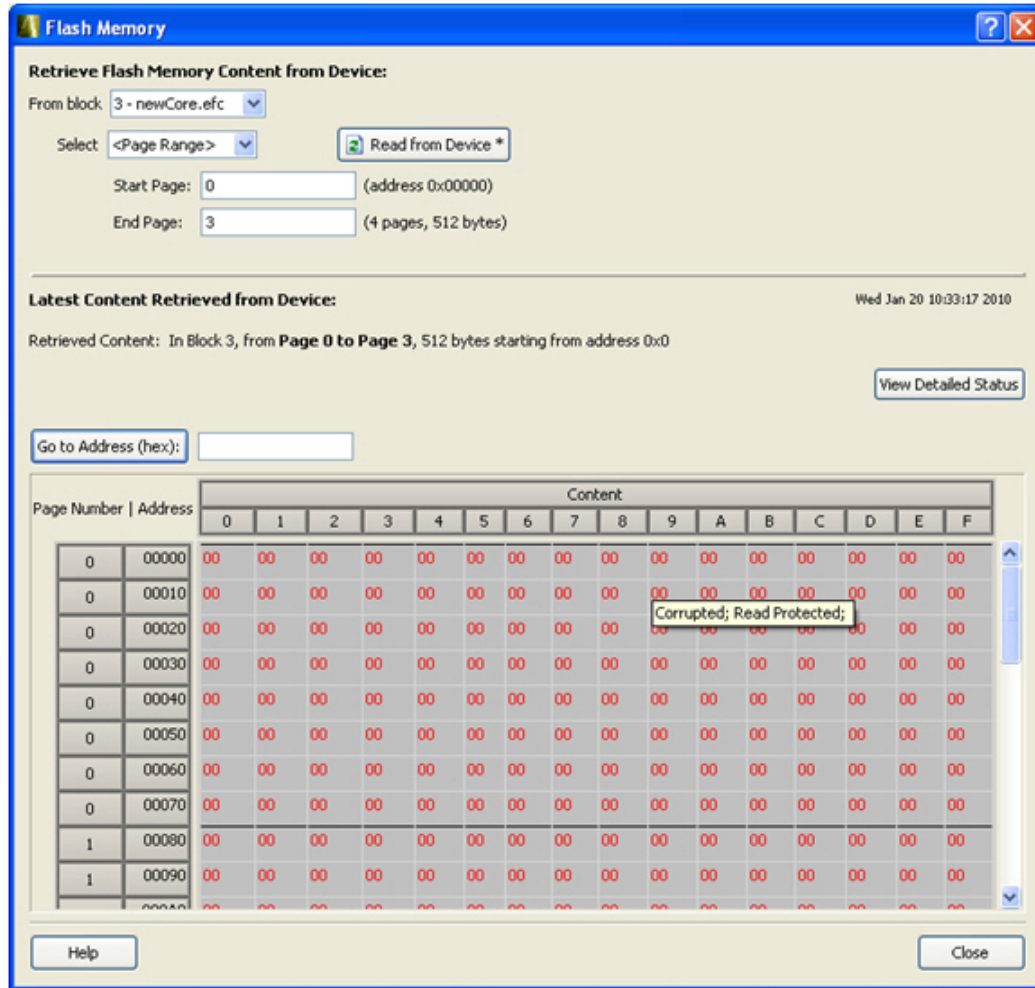 Flash Memory
Retrieve Flash Memory Content from Device:
From block 3 - newCore.efc
Select <Page Range> Read from Device *
Start Page: 0 (address 0x00000)
End Page: 3 (4 pages, 512 bytes)
Latest Content Retrieved from Device: Wed Jan 20 10:33:17 2010
Retrieved Content: In Block 3, from Page 0 to Page 3, 512 bytes starting from address 0x0
View Detailed Status
Go to Address (hex):
Content
Page Number | Address
0 1 2 3 4 5 6 7 8 9 A B C D E F
0 00000 00 00 00 00 00 00 00 00 00 00 00 00 00 00 00 00
0 00010 00 00 00 00 00 00 00 00 00 00 00 00 00 00 00 00
Corrupted; Read Protected;
0 00020 00 00 00 00 00 00 00 00 00 00 00 00 00 00 00 00
0 00030 00 00 00 00 00 00 00 00 00 00 00 00 00 00 00 00
0 00040 00 00 00 00 00 00 00 00 00 00 00 00 00 00 00 00
0 00050 00 00 00 00 00 00 00 00 00 00 00 00 00 00 00 00
0 00060 00 00 00 00 00 00 00 00 00 00 00 00 00 00 00 00
0 00070 00 00 00 00 00 00 00 00 00 00 00 00 00 00 00 00
1 00080 00 00 00 00 00 00 00 00 00 00 00 00 00 00 00 00
1 00090 00 00 00 00 00 00 00 00 00 00 00 00 00 00 00 00
Help Close